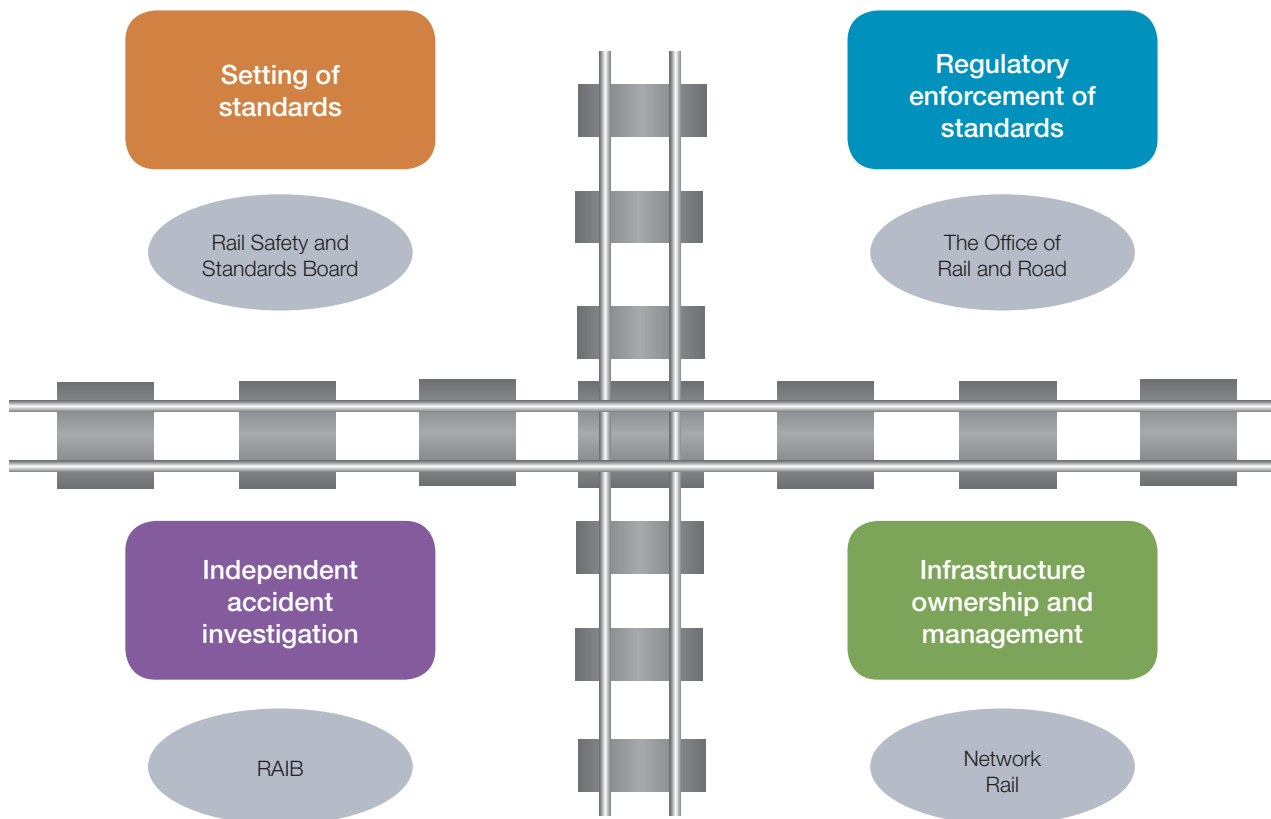 Setting of
standards
Rail Safety and
Standards Board
Regulatory
enforcement of
standards
The Office of
Rail and Road
Independent
accident
investigation
RAIB
Infrastructure
ownership and
management
Network
Rail